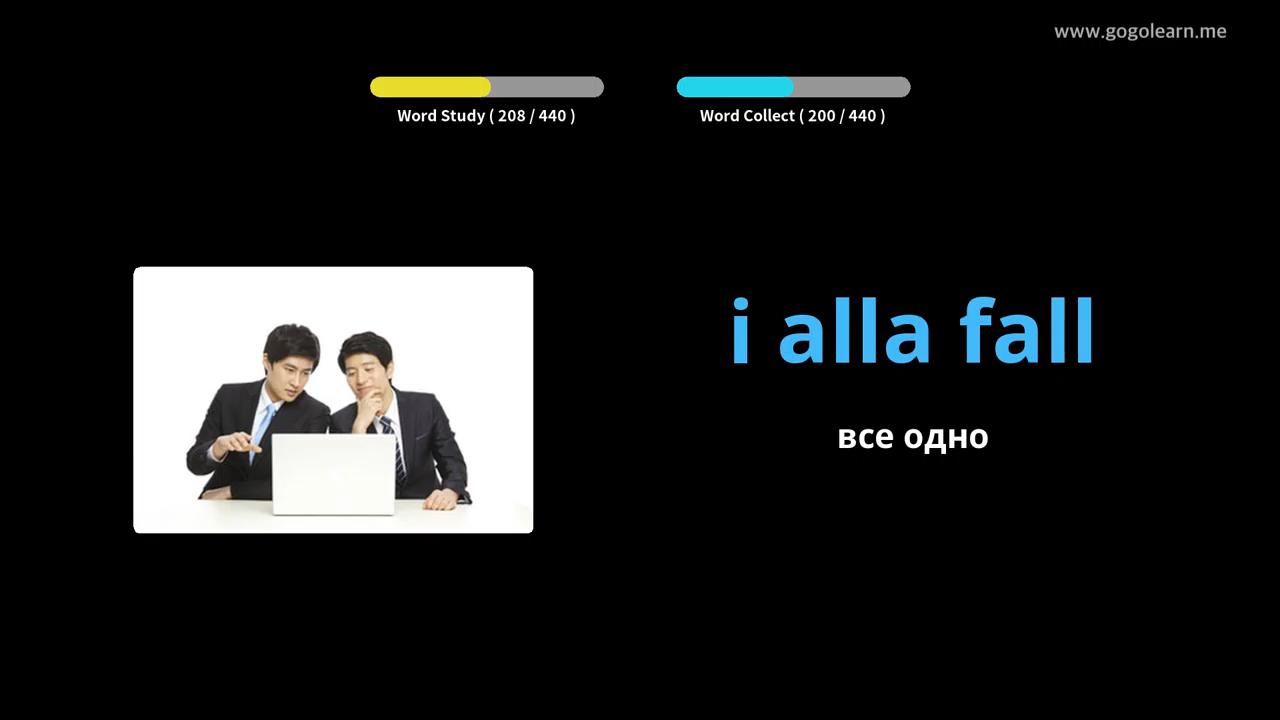 www.gogolearn.me
Word Study ( 208 / 440 )
Word Collect ( 200 / 440 )
i alla fall
все одно